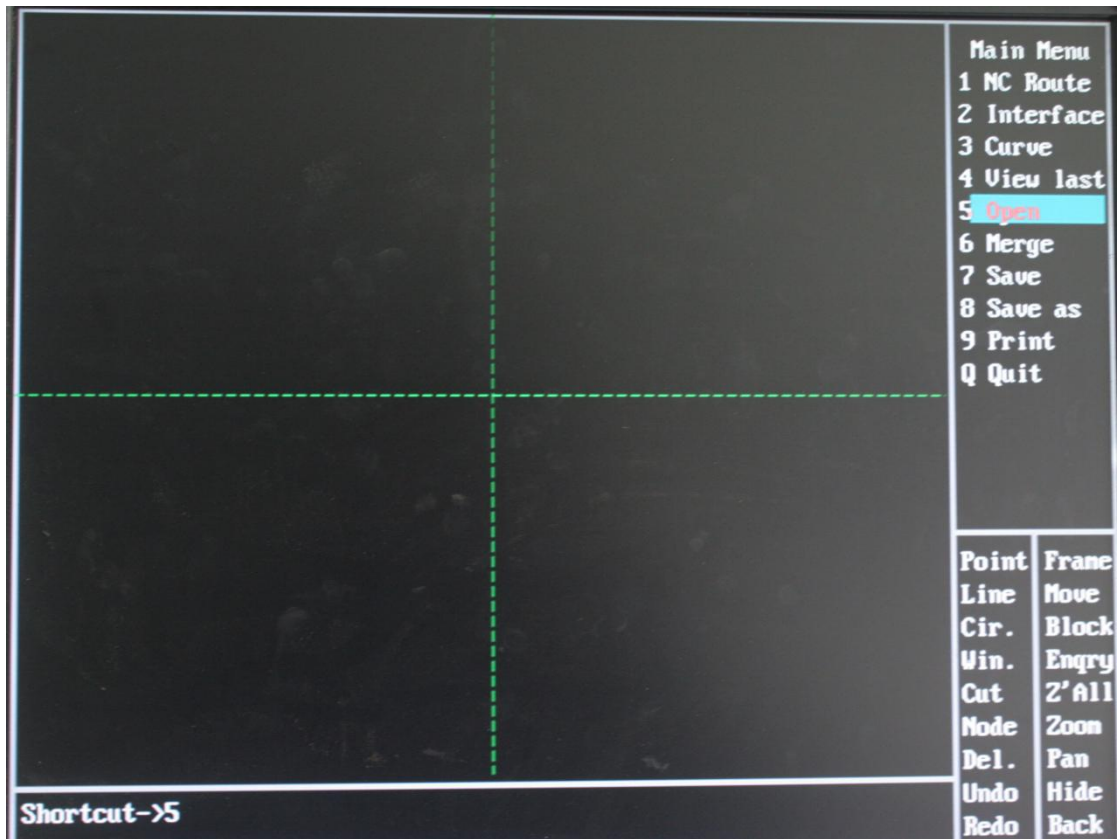 Main Menu
1 NC Route
2 Interface
3 Curve
4 View last
5 Open
6 Merge
7 Save
8 Save as
9 Print
Q Quit
Point Frame
Line Move
Cir. Block
Win. Enqry
Cut Z'All
Node Zoom
Del. Pan
Undo Hide
Redo Back
Shortcut->5